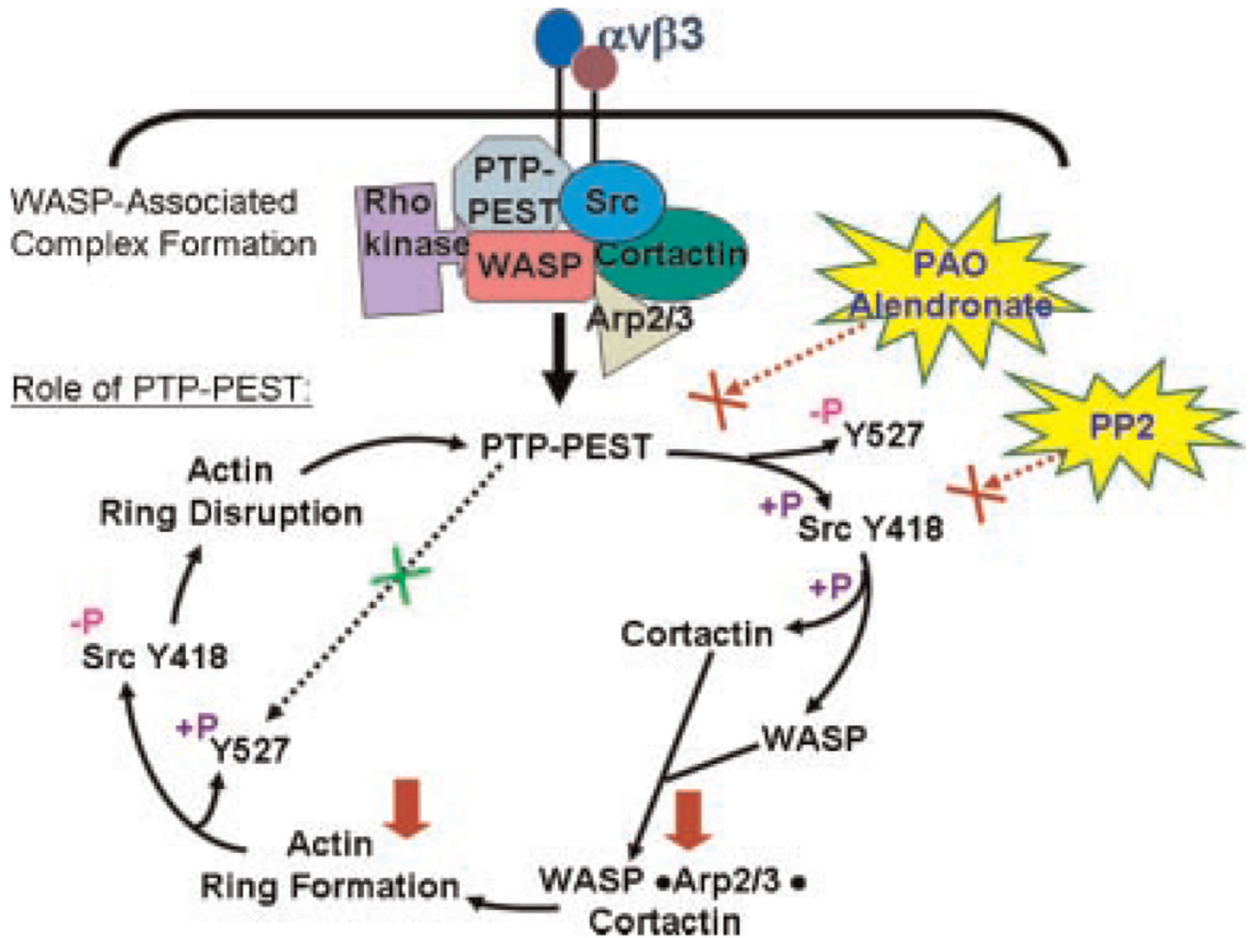 αvβ3
WASP-Associated
Complex Formation
Rho
kinase
PTP-
PEST
Src
WASP
Cortactin
Arp2/3
PAO
Alendronate
PP2
Role of PTP-PEST:
PTP-PEST
-P
Y527
+P
Src Y418
+P
Cortactin
WASP
WASP •Arp2/3 •
Cortactin
Actin
Ring Formation
+P
Y527
-P
Src Y418
Actin
Ring Disruption